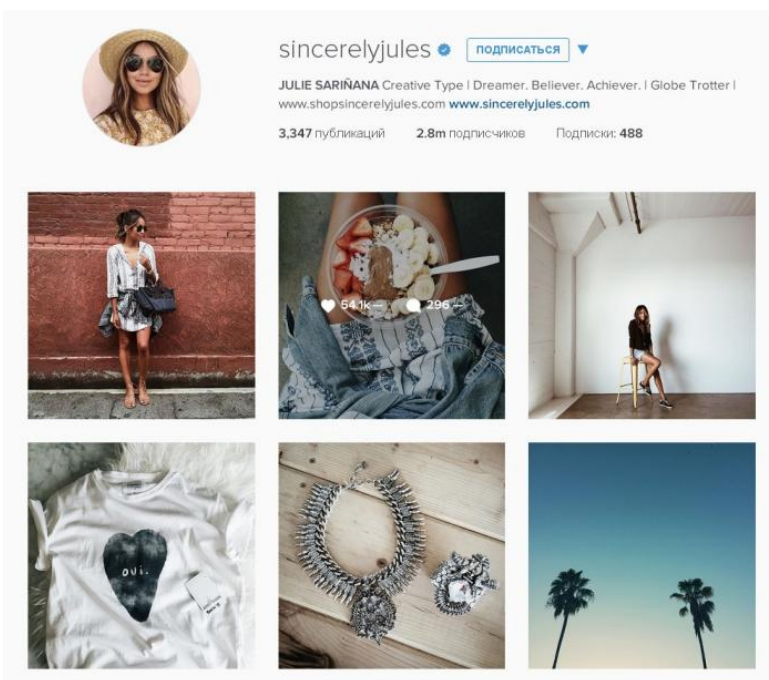 sincerelyjules ПОДПИСАТЬСЯ
JULIE SARIÑANA Creative Type | Dreamer. Believer. Achiever. | Globe Trotter |
www.shopsincerelyjules.com www.sincerelyjules.com
3,347 публикаций 2.8m подписчиков Подписки: 488
54.1k 296
oui.